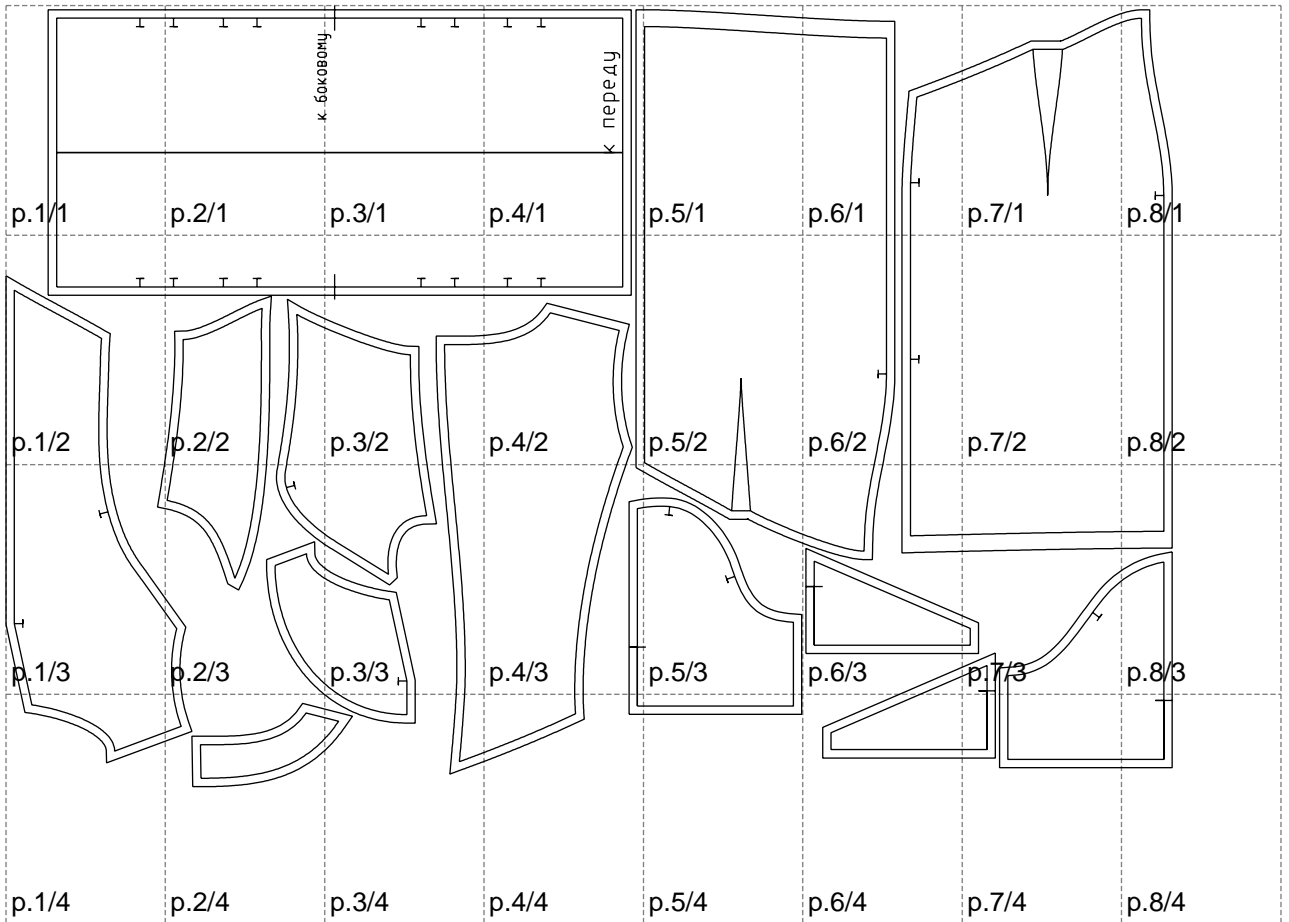 к боковому
к переду
p.1/1 p.2/1 p.3/1 p.4/1 p.5/1 p.6/1 p.7/1 p.8/1
p.1/2 p.2/2 p.3/2 p.4/2 p.5/2 p.6/2 p.7/2 p.8/2
p.1/3 p.2/3 p.3/3 p.4/3 p.5/3 p.6/3 p.7/3 p.8/3
p.1/4 p.2/4 p.3/4 p.4/4 p.5/4 p.6/4 p.7/4 p.8/4